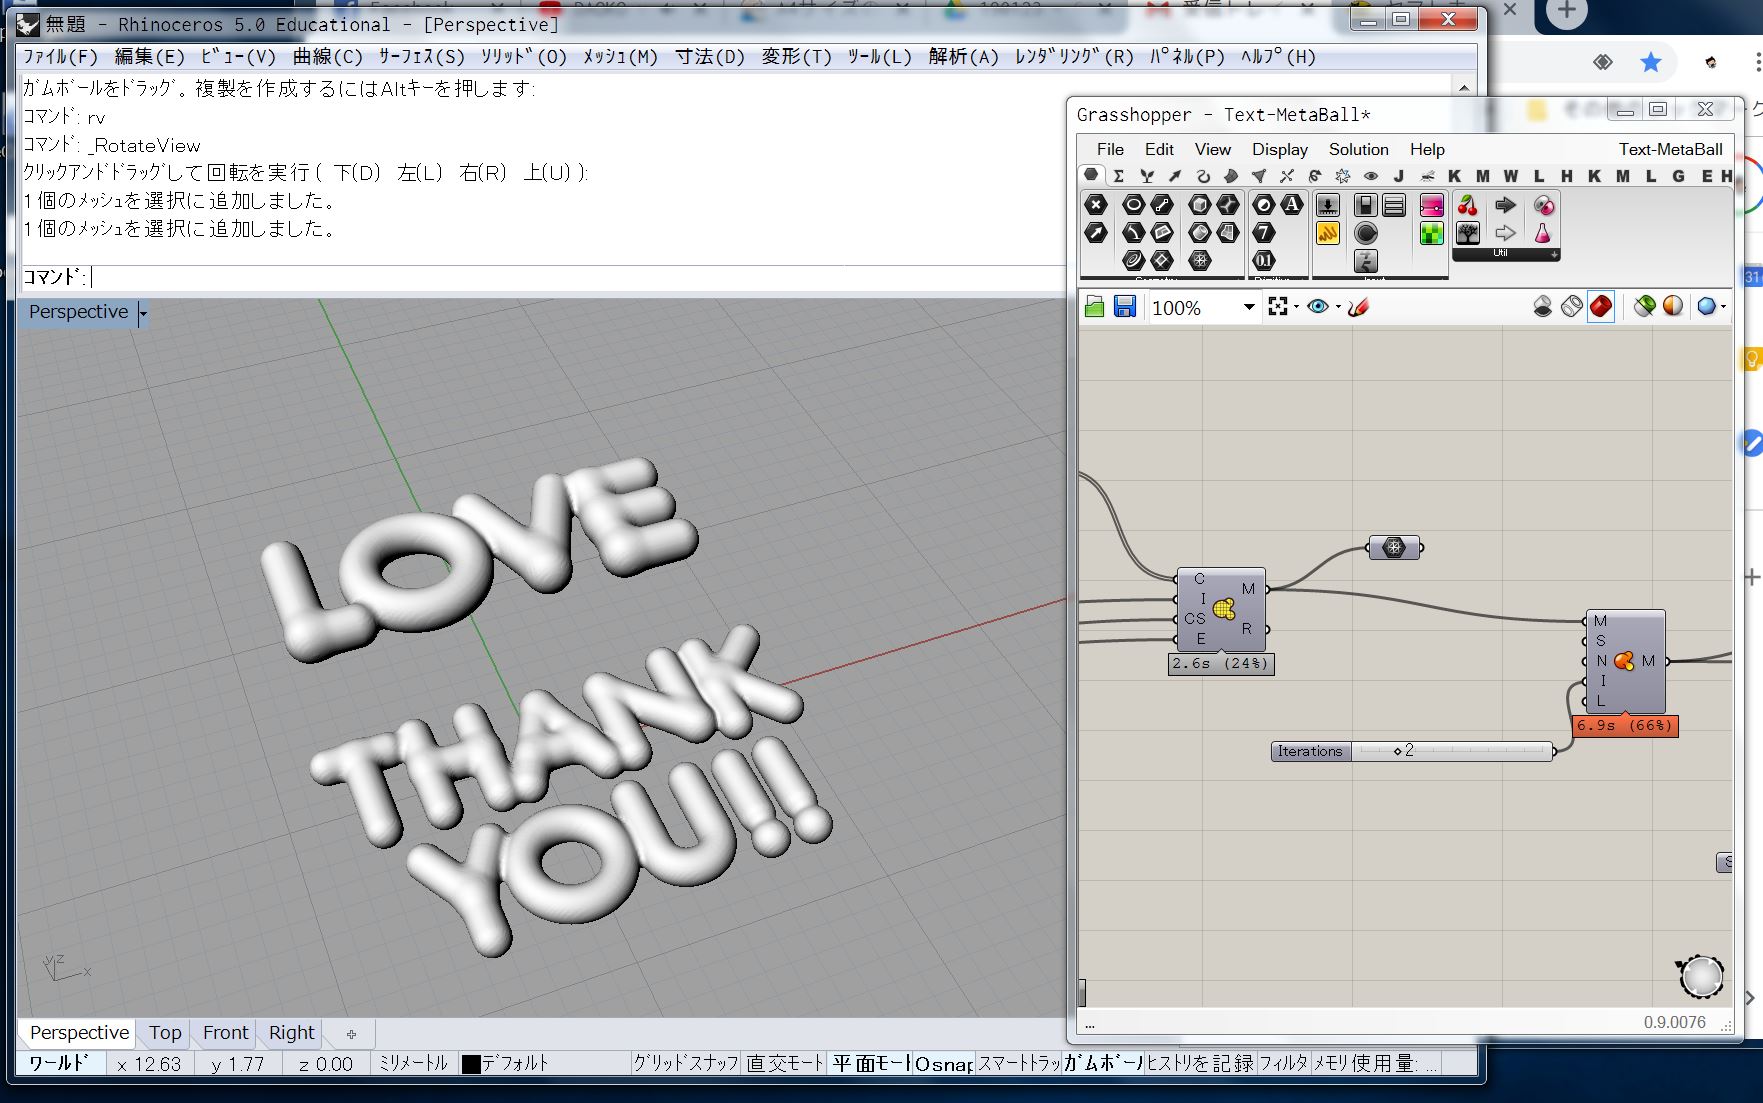 無題 - Rhinoceros 5.0 Educational - [Perspective]
ﾌｧｲﾙ(F) 編集(E) ﾋﾞｭｰ(V) 曲線(C) ｻｰﾌｪｽ(S) ｿﾘｯﾄﾞ(O) ﾒｯｼｭ(M) 寸法(D) 変形(T) ﾂｰﾙ(L) 解析(A) ﾚﾝﾀﾞﾘﾝｸﾞ(R) ﾊﾟﾈﾙ(P) ﾍﾙﾌﾟ(H)
ｶﾞﾑﾎﾞｰﾙをﾄﾞﾗｯｸﾞ。複製を作成するにはAltｷｰを押します:
ｺﾏﾝﾄﾞ: rv
ｺﾏﾝﾄﾞ: _RotateView
ｸﾘｯｸｱﾝﾄﾞﾄﾞﾗｯｸﾞして回転を実行 ( 下(D) 左(L) 右(R) 上(U) ):
1 個のﾒｯｼｭを選択に追加しました。
1 個のﾒｯｼｭを選択に追加しました。
ｺﾏﾝﾄﾞ:
Perspective
LOVE
THANK
YOU!!
z
y
x
Perspective Top Front Right
ﾜｰﾙﾄﾞ x 12.63 y 1.77 z 0.00 ﾐﾘﾒｰﾄﾙ ﾃﾞﾌｫﾙﾄ ｸﾞﾘｯﾄﾞｽﾅｯﾌﾟ 直交ﾓｰﾄﾞ 平面ﾓｰﾄﾞ Osnap ｽﾏｰﾄﾄﾗｯ ｶﾞﾑﾎﾞｰﾙ ﾋｽﾄﾘを記録 ﾌｨﾙﾀ ﾒﾓﾘ使用量: ...
Grasshopper - Text-MetaBall*
File Edit View Display Solution Help Text-MetaBall
J K M W L H K M L G E H
Util
100%
C
I
CS
E
M
R
2.6s (24%)
M
S
N
I
L
M
6.9s (66%)
Iterations 2
...
0.9.0076